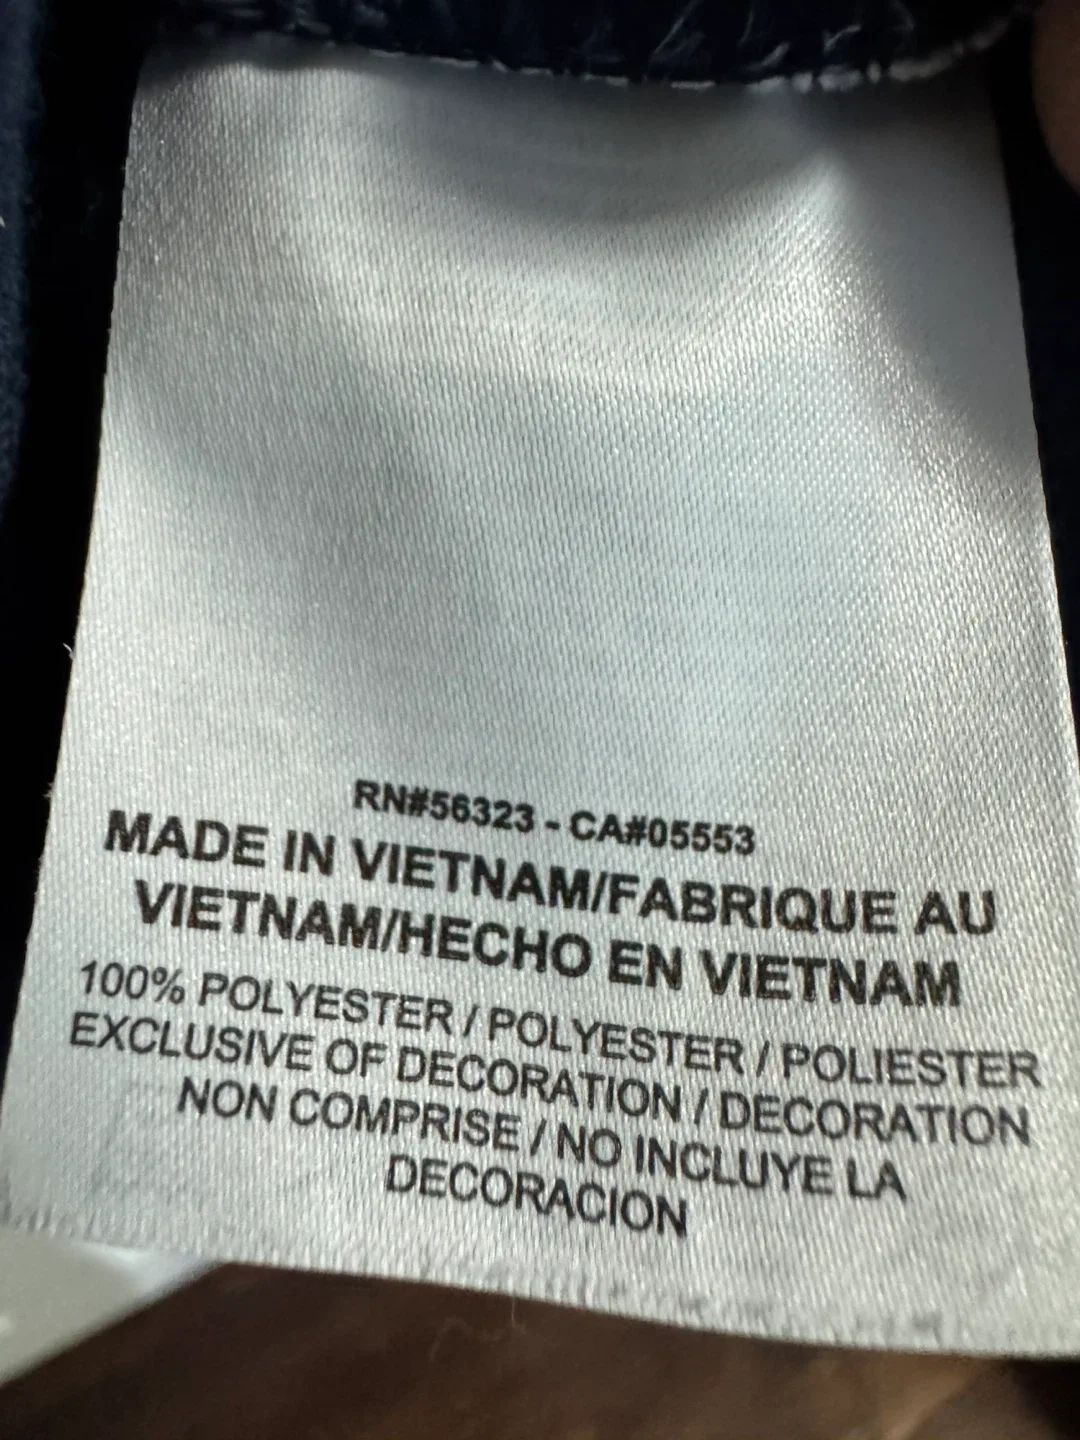 RN#56323 - CA#05553
MADE IN VIETNAM/FABRIQUE AU
VIETNAM/HECHO EN VIETNAM
100% POLYESTER / POLYESTER / POLIESTER
EXCLUSIVE OF DECORATION / DECORATION
NON COMPRISE / NO INCLUYE LA
DECORACION